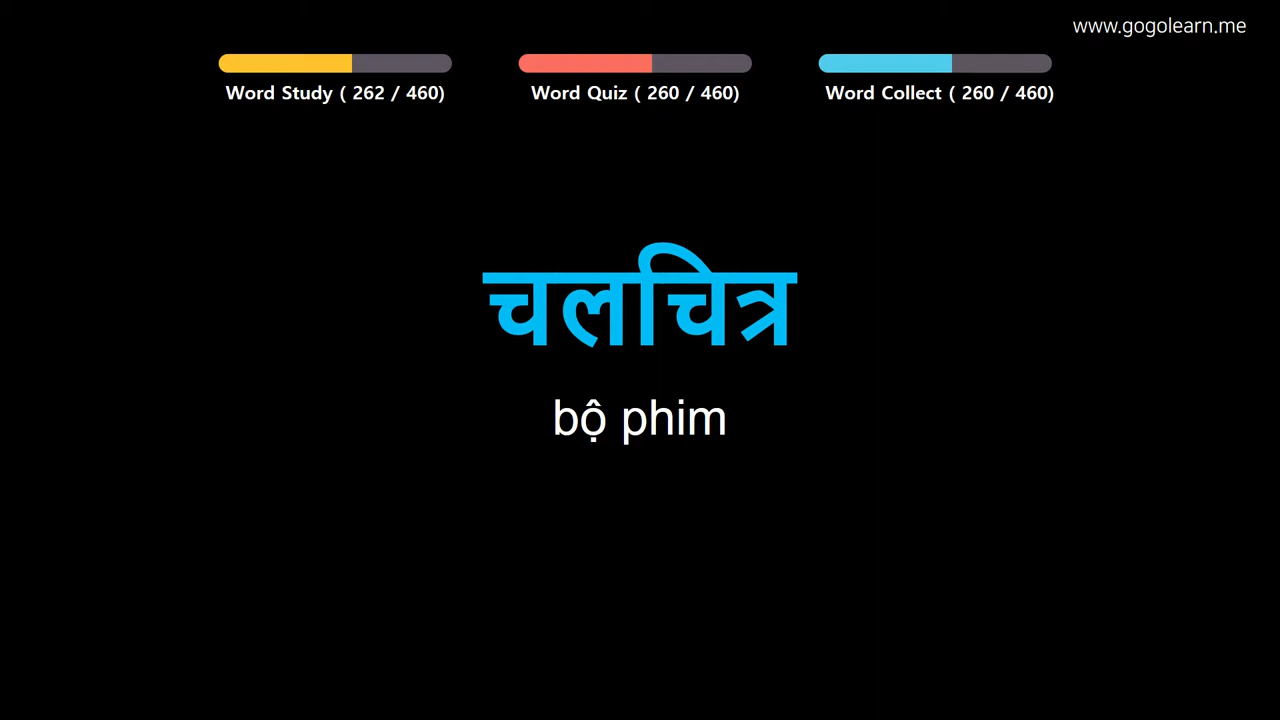 www.gogolearn.me
Word Study ( 262 / 460)
Word Quiz ( 260 / 460)
Word Collect ( 260 / 460)
चलचित्र
bộ phim